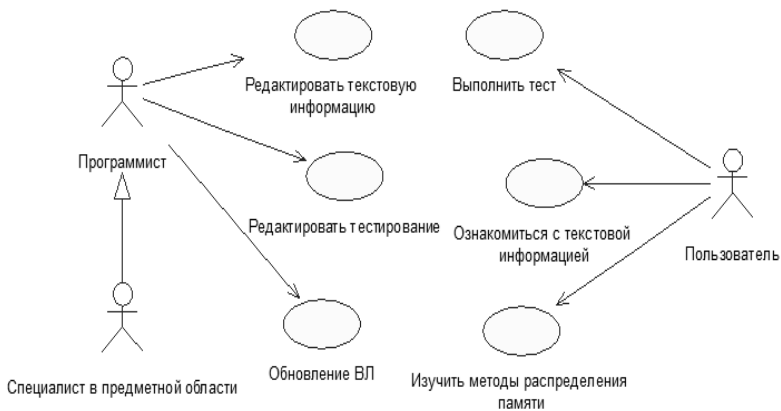 Редактировать текстовую
информацию
Выполнить тест
Программист
Редактировать тестирование
Ознакомиться с текстовой
информацией
Пользователь
Специалист в предметной области
Обновление ВЛ
Изучить методы распределения
памяти